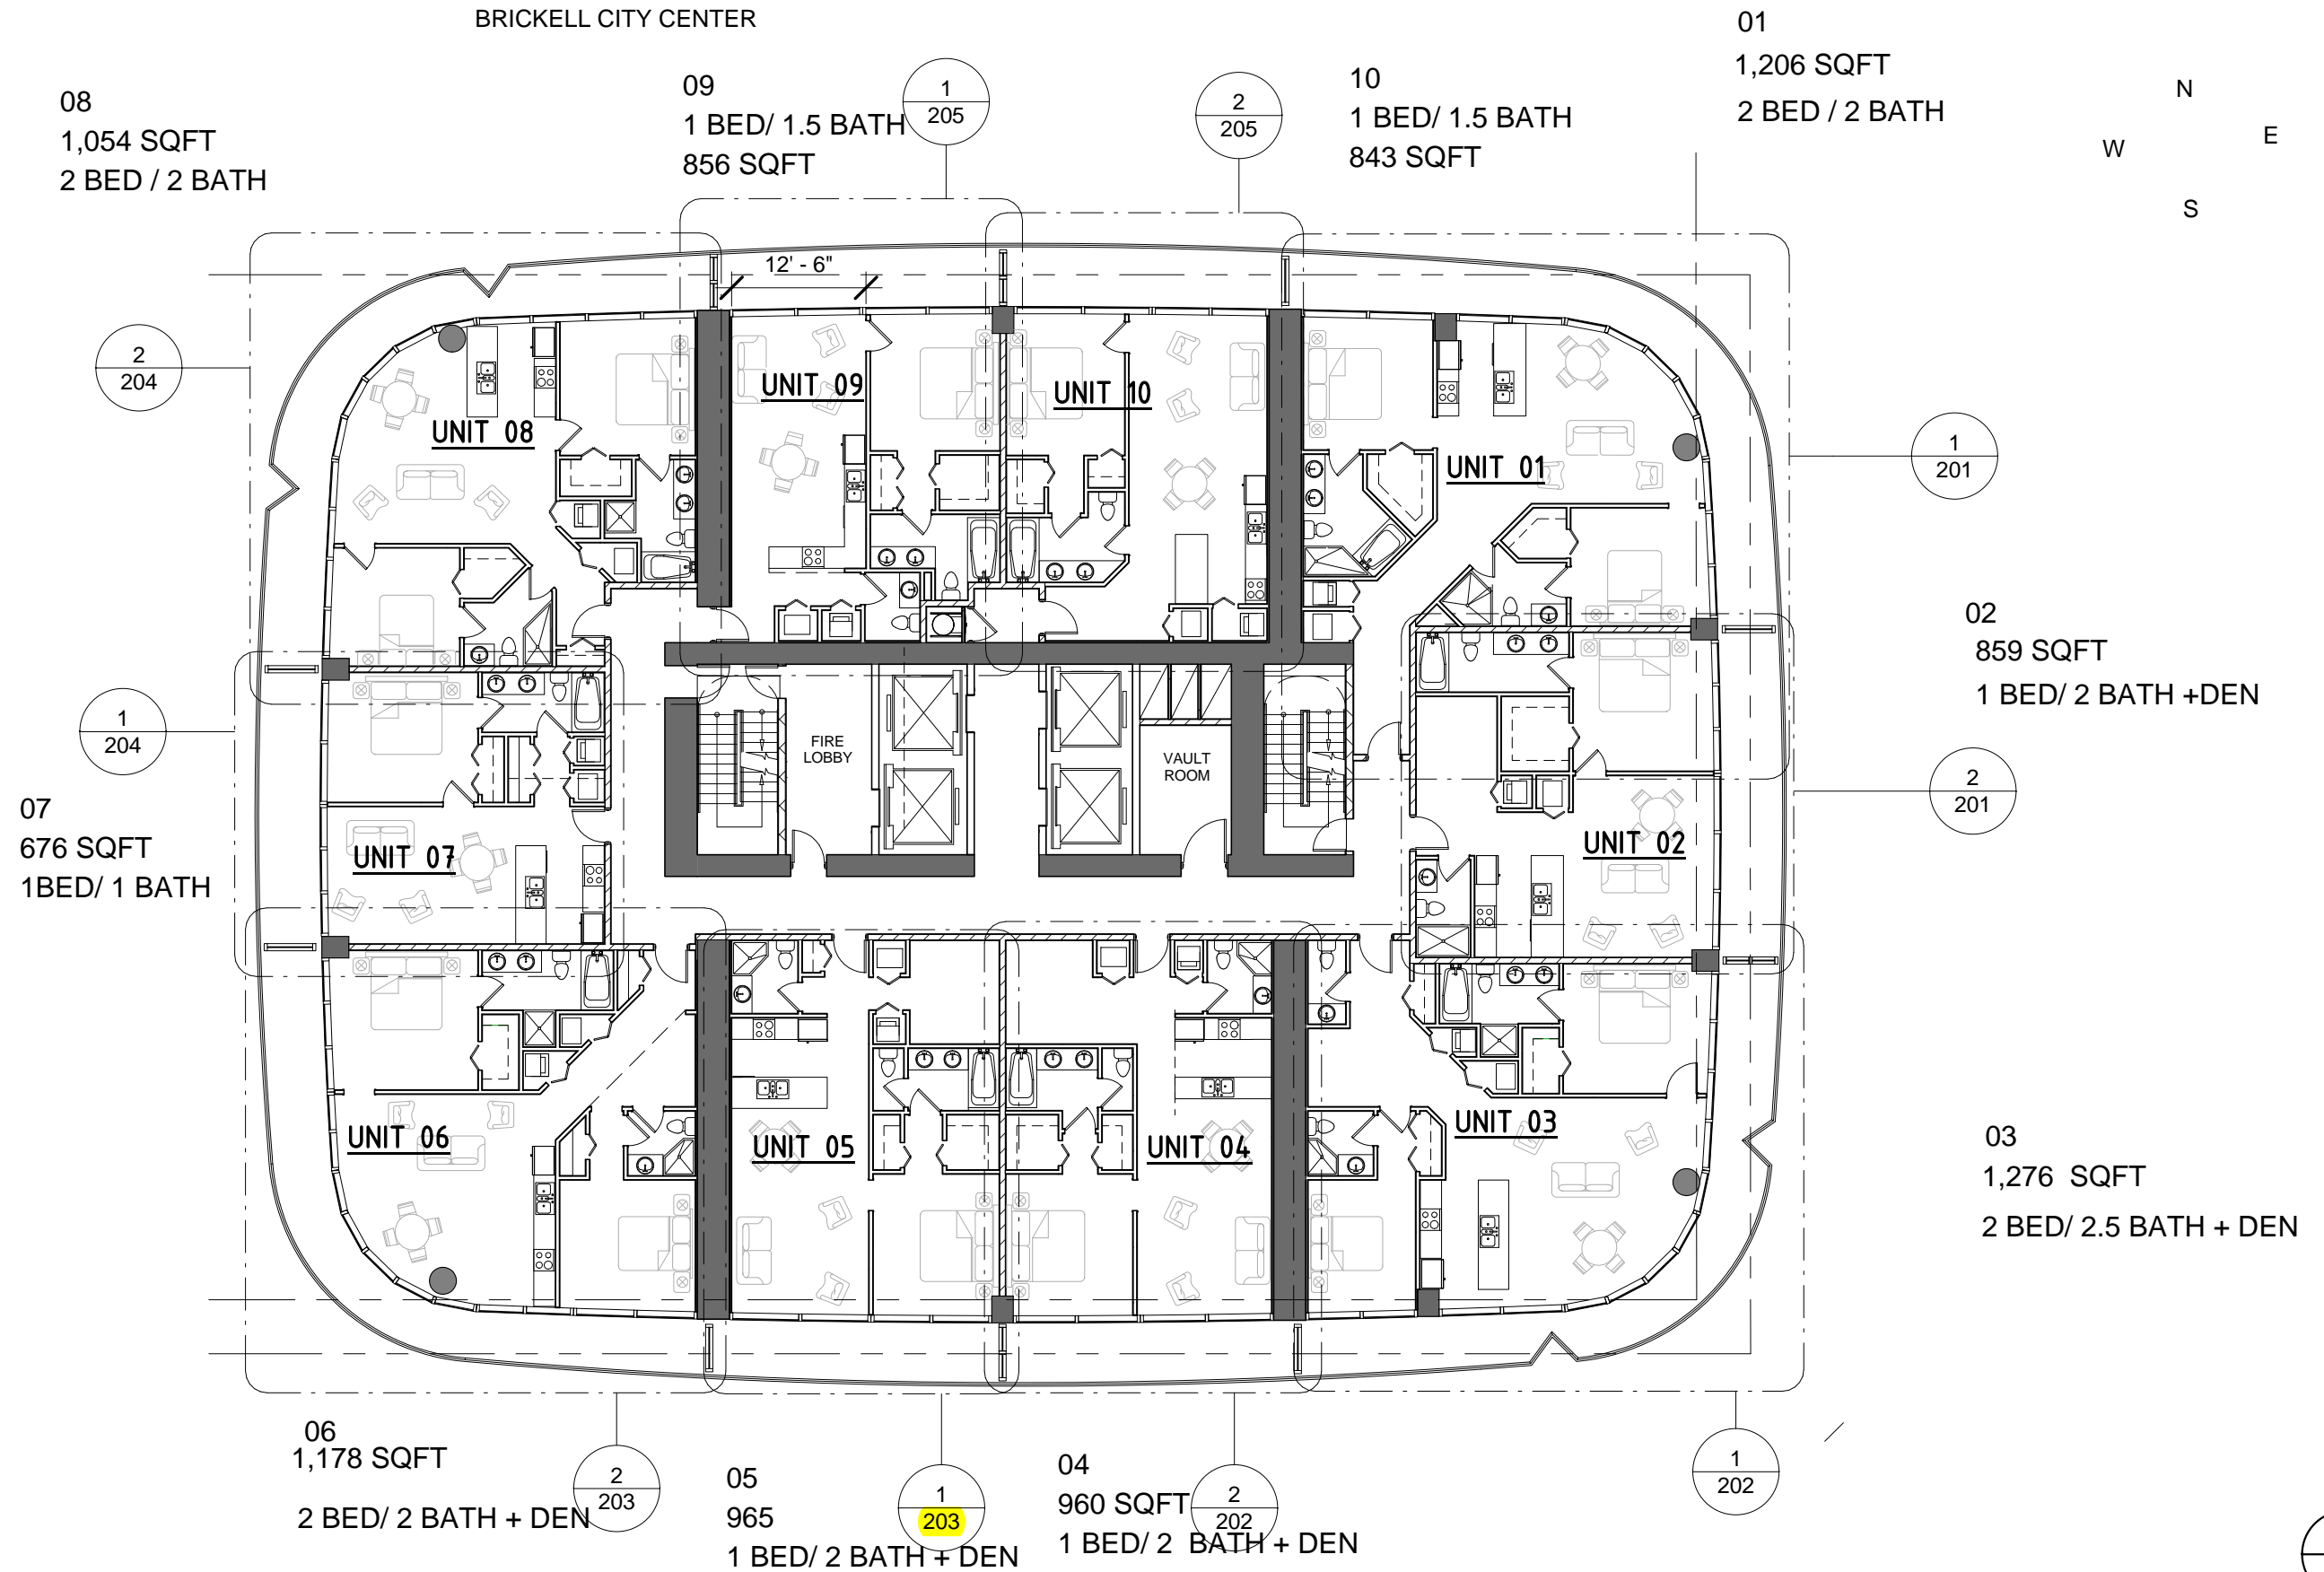 BRICKELL CITY CENTER
01
1,206 SQFT
2 BED / 2 BATH
N
W
E
S
08
1,054 SQFT
2 BED / 2 BATH
09
1 BED/ 1.5 BATH
856 SQFT
1
205
2
205
10
1 BED/ 1.5 BATH
843 SQFT
12' - 6"
2
204
UNIT 08
UNIT 09
UNIT 10
UNIT 01
1
201
02
859 SQFT
1 BED/ 2 BATH +DEN
1
204
FIRE
LOBBY
VAULT
ROOM
2
201
07
676 SQFT
1BED/ 1 BATH
UNIT 07
UNIT 02
UNIT 06
UNIT 05
UNIT 04
UNIT 03
03
1,276 SQFT
2 BED/ 2.5 BATH + DEN
06
1,178 SQFT
2 BED/ 2 BATH + DEN
2
203
05
965
1 BED/ 2 BATH + DEN
1
203
04
960 SQFT
1 BED/ 2 BATH + DEN
2
202
1
202